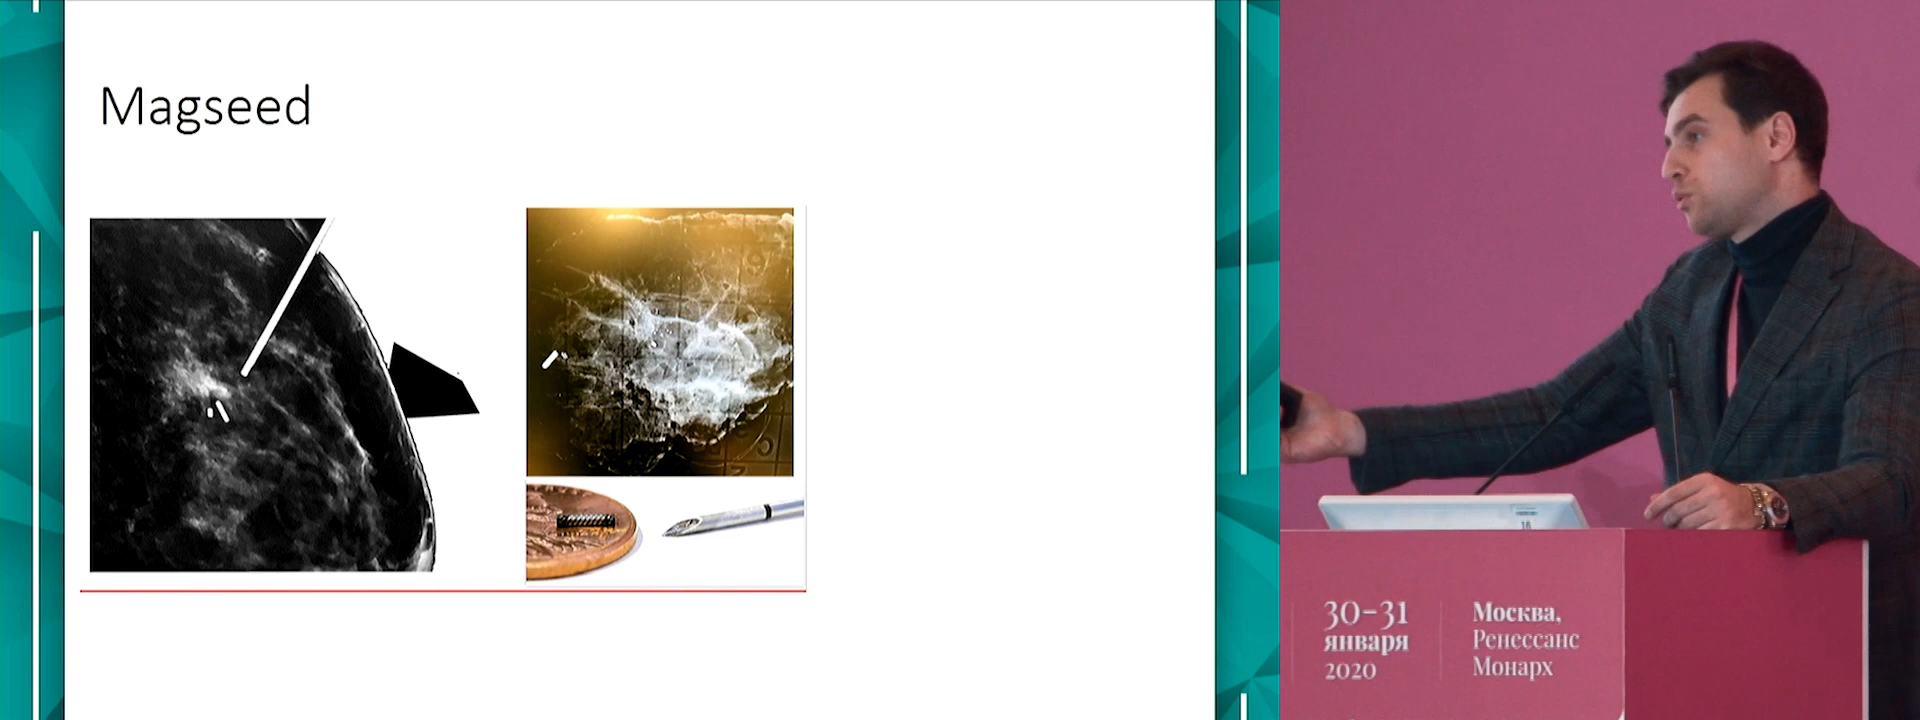 Magseed
30-31
января
2020
Москва,
Ренессанс
Монарх